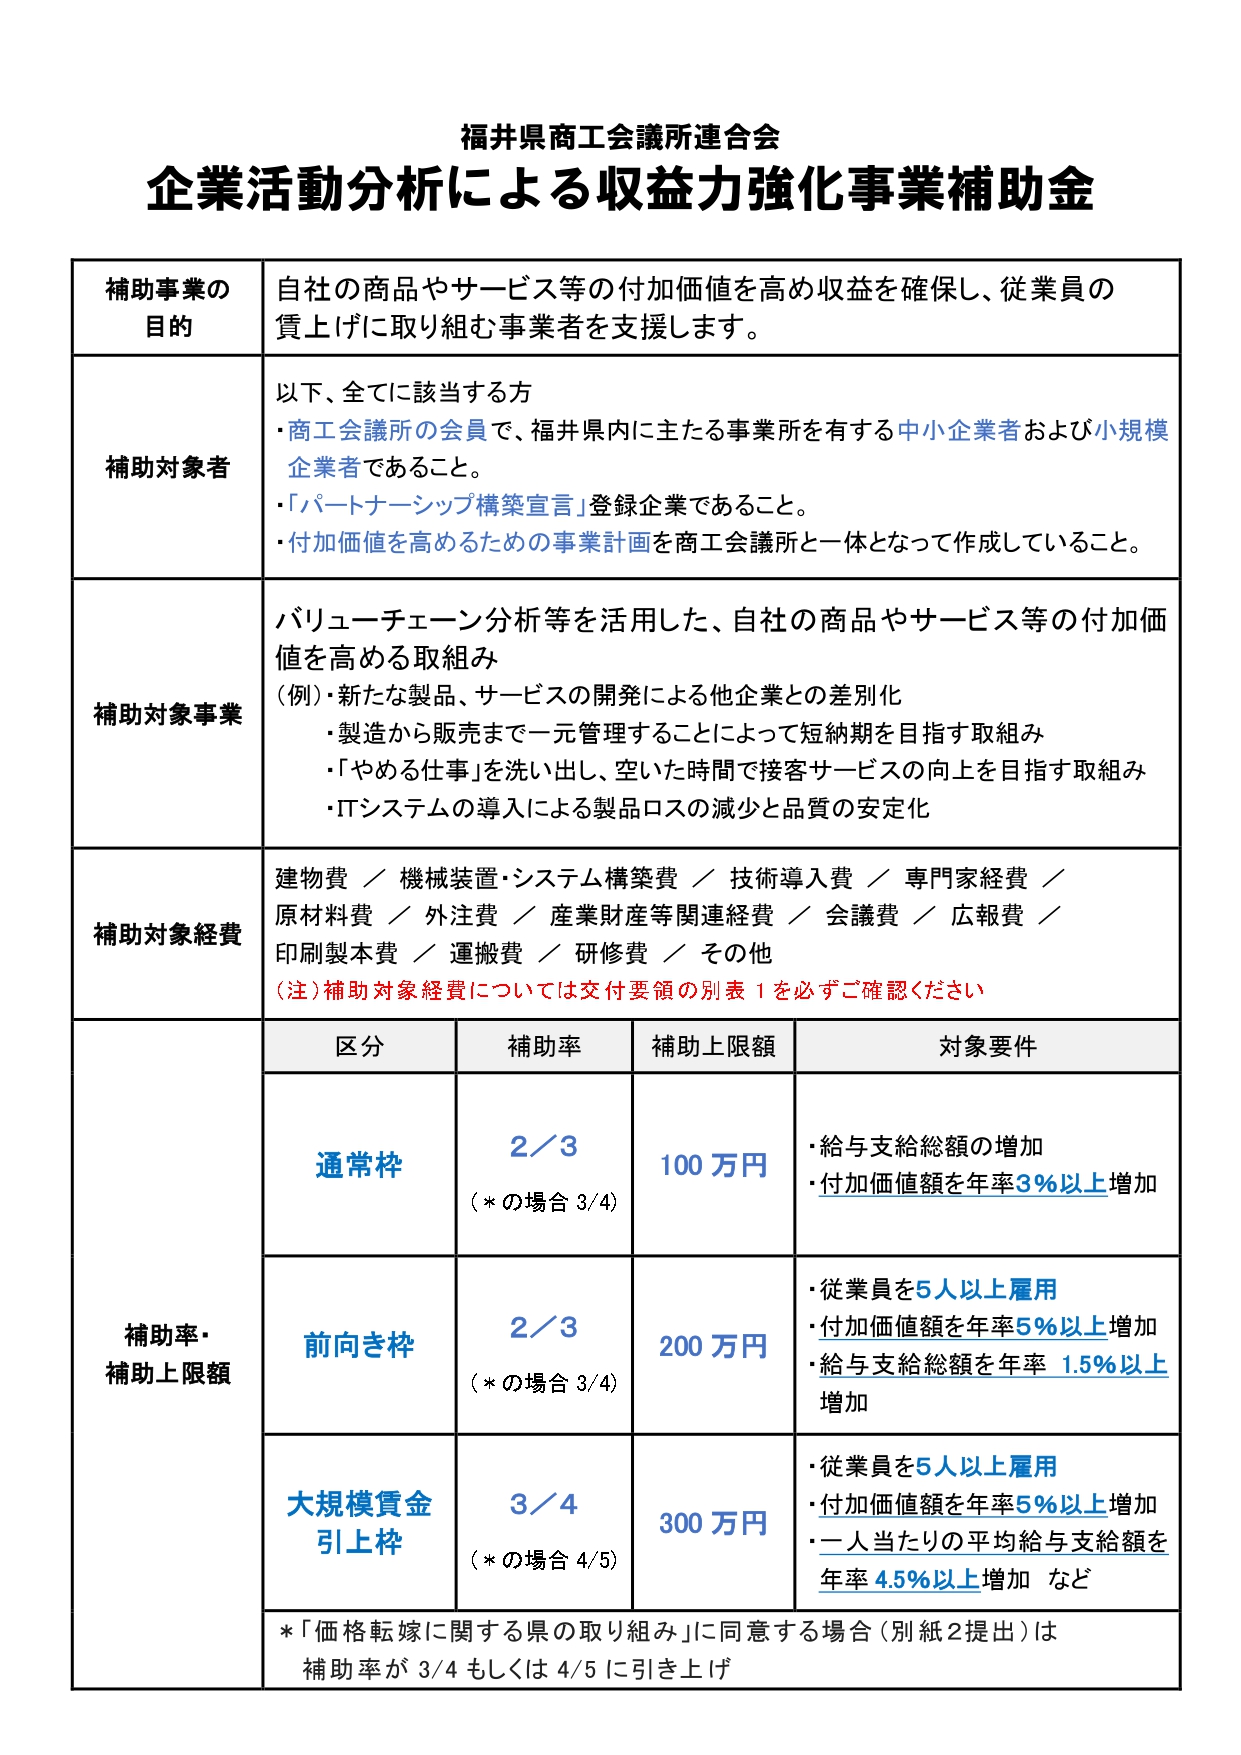 福井県商工会議所連合会
企業活動分析による収益力強化事業補助金
補助事業の
目的
自社の商品やサービス等の付加価値を高め収益を確保し、従業員の
賃上げに取り組む事業者を支援します。
補助対象者
以下、全てに該当する方
・商工会議所の会員で、福井県内に主たる事業所を有する中小企業者および小規模
企業者であること。
・「パートナーシップ構築宣言」登録企業であること。
・付加価値を高めるための事業計画を商工会議所と一体となって作成していること。
補助対象事業
バリューチェーン分析等を活用した、自社の商品やサービス等の付加価
値を高める取組み
（例）・新たな製品、サービスの開発による他企業との差別化
・製造から販売まで一元管理することによって短納期を目指す取組み
・「やめる仕事」を洗い出し、空いた時間で接客サービスの向上を目指す取組み
・ITシステムの導入による製品ロスの減少と品質の安定化
補助対象経費
建物費 ／ 機械装置・システム構築費 ／ 技術導入費 ／ 専門家経費 ／
原材料費 ／ 外注費 ／ 産業財産等関連経費 ／ 会議費 ／ 広報費 ／
印刷製本費 ／ 運搬費 ／ 研修費 ／ その他
（注）補助対象経費については交付要領の別表 1 を必ずご確認ください
補助率・
補助上限額
区分 補助率 補助上限額 対象要件
通常枠
２／３
（＊の場合 3/4）
100 万円
・給与支給総額の増加
・付加価値額を年率３％以上増加
前向き枠
２／３
（＊の場合 3/4）
200 万円
・従業員を５人以上雇用
・付加価値額を年率５％以上増加
・給与支給総額を年率 1.5％以上
増加
大規模賃金
引上枠
３／４
（＊の場合 4/5）
300 万円
・従業員を５人以上雇用
・付加価値額を年率５％以上増加
・一人当たりの平均給与支給額を
年率 4.5％以上増加 など
＊「価格転嫁に関する県の取り組み」に同意する場合（別紙２提出）は
補助率が 3/4 もしくは 4/5 に引き上げ